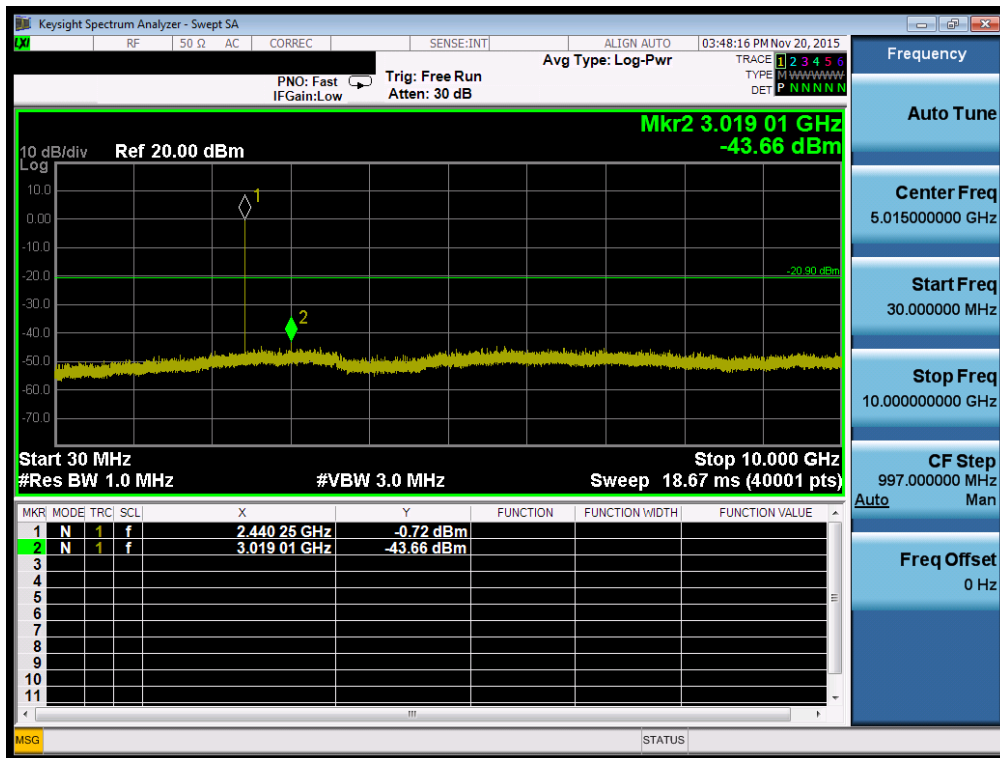 Keysight Spectrum Analyzer - Swept SA
LXI RF 50 Ω AC CORREC SENSE:INT ALIGN AUTO 03:48:16 PM Nov 20, 2015
Frequency
Avg Type: Log-Pwr
TRACE 1 2 3 4 5 6
PNO: Fast Trig: Free Run
TYPE M WWWWW
IFGain:Low Atten: 30 dB
DET P N N N N N
Auto Tune
Mkr2 3.019 01 GHz
-43.66 dBm
10 dB/div Ref 20.00 dBm
Log
10.0
0.00
-10.0
-20.0
-30.0
-40.0
-50.0
-60.0
-70.0
1
2
-20.90 dBm
Center Freq
5.015000000 GHz
Start Freq
30.000000 MHz
Stop Freq
10.000000000 GHz
Start 30 MHz Stop 10.000 GHz
#Res BW 1.0 MHz #VBW 3.0 MHz Sweep 18.67 ms (40001 pts)
CF Step
997.000000 MHz
Auto Man
MKR MODE TRC SCL X Y FUNCTION FUNCTION WIDTH FUNCTION VALUE
1 N 1 f 2.440 25 GHz -0.72 dBm
2 N 1 f 3.019 01 GHz -43.66 dBm
3
4
5
6
7
8
9
10
11
Freq Offset
0 Hz
MSG STATUS